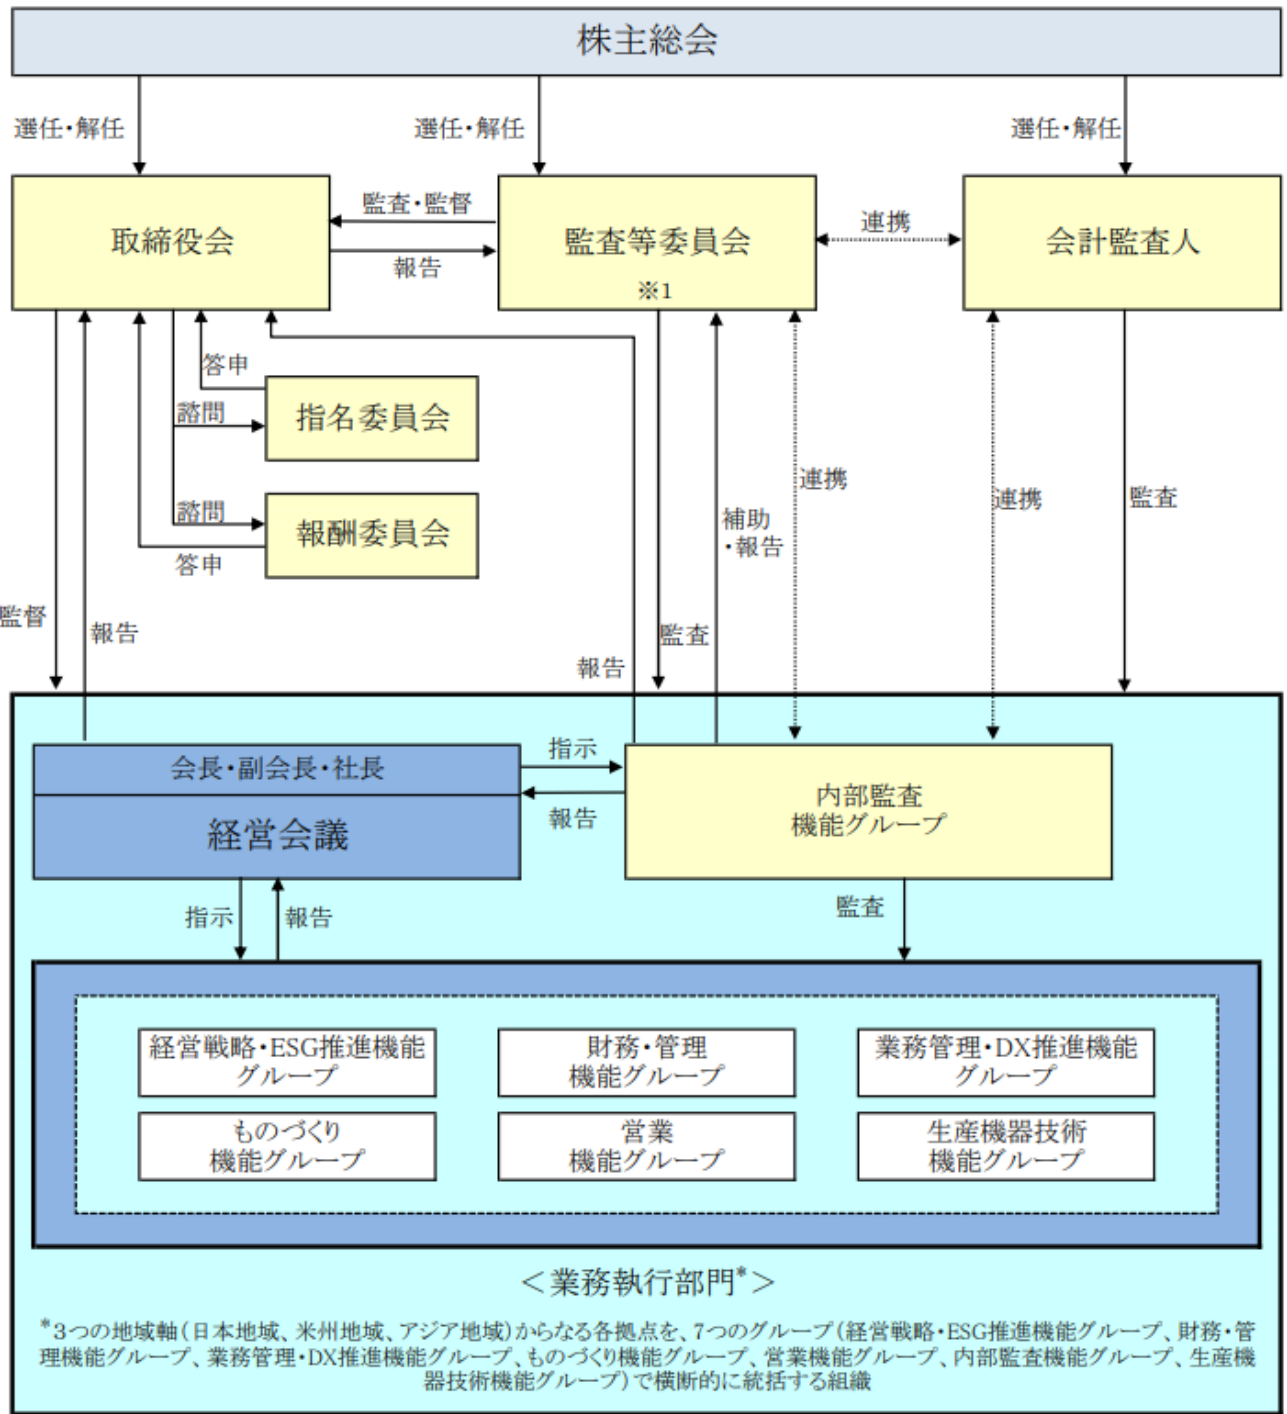 株主総会
選任・解任
選任・解任
選任・解任
取締役会
監査・監督
報告
監査等委員会
※1
連携
会計監査人
答申
諮問
指名委員会
諮問
答申
報酬委員会
監督
報告
報告
監査
補助
・報告
連携
連携
監査
会長・副会長・社長
経営会議
指示
報告
内部監査
機能グループ
指示
報告
監査
経営戦略・ESG推進機能
グループ
財務・管理
機能グループ
業務管理・DX推進機能
グループ
ものづくり
機能グループ
営業
機能グループ
生産機器技術
機能グループ
＜業務執行部門*＞
*3つの地域軸(日本地域、米州地域、アジア地域)からなる各拠点を、7つのグループ(経営戦略・ESG推進機能グループ、財務・管
理機能グループ、業務管理・DX推進機能グループ、ものづくり機能グループ、営業機能グループ、内部監査機能グループ、生産機
器技術機能グループ)で横断的に統括する組織